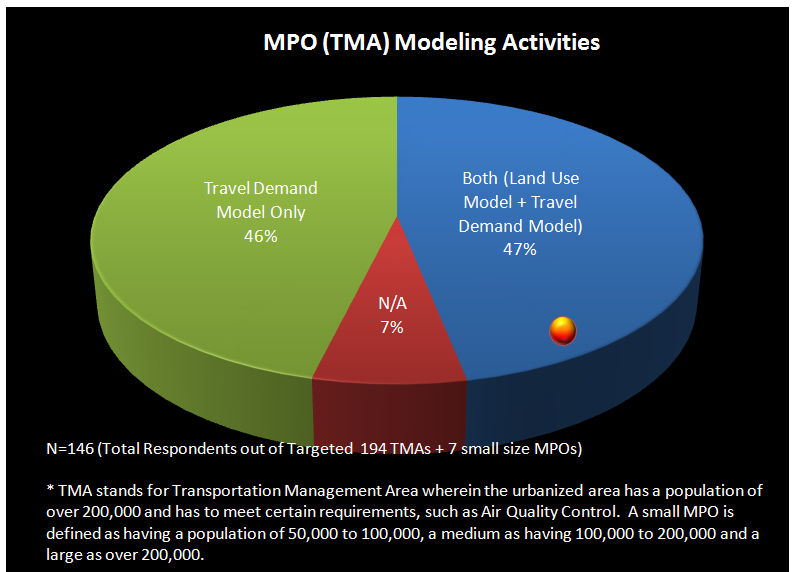 MPO (TMA) Modeling Activities
Travel Demand
Model Only
46%
Both (Land Use
Model + Travel
Demand Model)
47%
N/A
7%
N=146 (Total Respondents out of Targeted  194 TMAs + 7 small size MPOs)
* TMA stands for Transportation Management Area wherein the urbanized area has a population of
over 200,000 and has to meet certain requirements, such as Air Quality Control.  A small MPO is
defined as having a population of 50,000 to 100,000, a medium as having 100,000 to 200,000 and a
large as over 200,000.